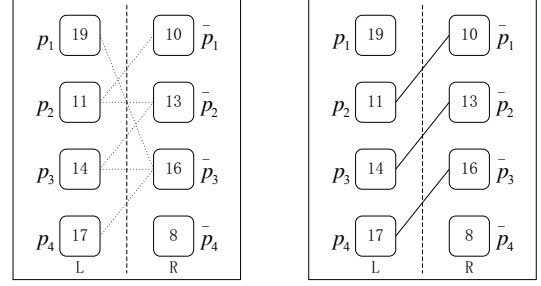 p₁ 19 10 p̄₁
p₂ 11 13 p̄₂
p₃ 14 16 p̄₃
p₄ 17 8 p̄₄
L R
p₁ 19 10 p̄₁
p₂ 11 13 p̄₂
p₃ 14 16 p̄₃
p₄ 17 8 p̄₄
L R